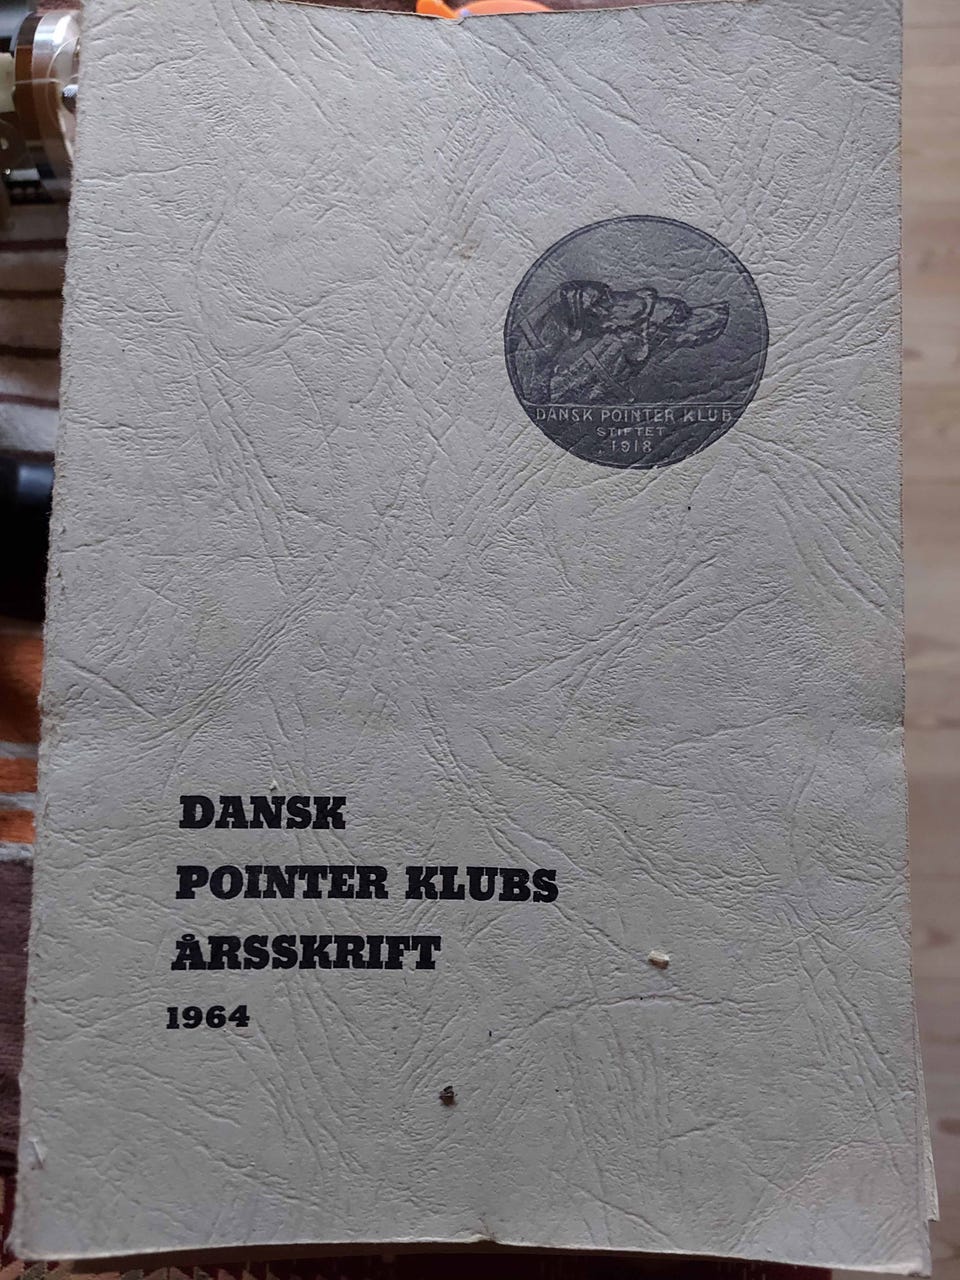 DANSK POINTER KLUB
STIFTET
1918
DANSK
POINTER KLUBS
ÅRSSKRIFT
1964